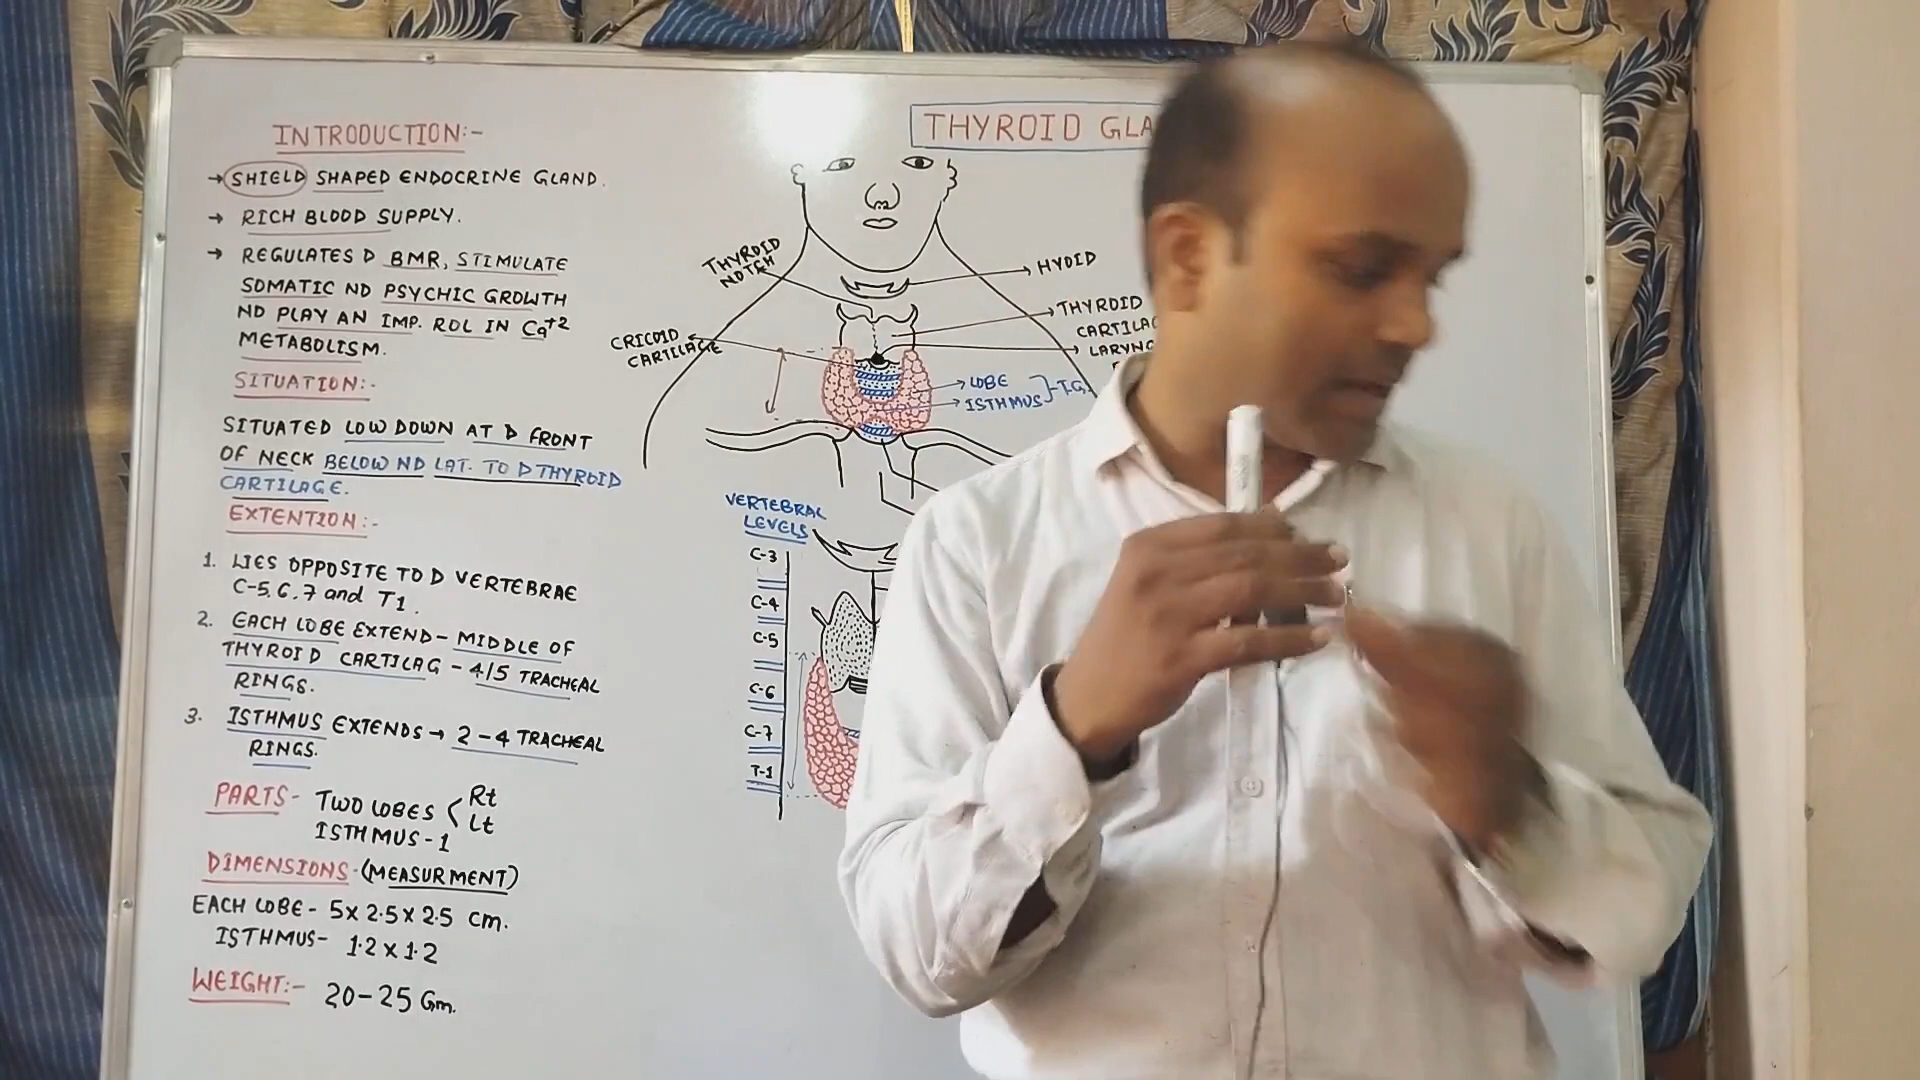 INTRODUCTION:-
→ SHIELD SHAPED ENDOCRINE GLAND.
→ RICH BLOOD SUPPLY.
→ REGULATES D BMR, STIMULATE
SOMATIC ND PSYCHIC GROWTH
ND PLAY AN IMP. ROL IN Ca+2
METABOLISM.
SITUATION:-
SITUATED LOW DOWN AT D FRONT
OF NECK BELOW ND LAT. TO D THYROID
CARTILAGE.
EXTENTION:-
1. LIES OPPOSITE TO D VERTEBRAE
C-5,6,7 and T1.
2. EACH LOBE EXTEND- MIDDLE OF
THYROID CARTILAG - 4/5 TRACHEAL
RINGS.
3. ISTHMUS EXTENDS → 2-4 TRACHEAL
RINGS.
PARTS- TWO LOBES < Rt
Lt
ISTHMUS-1
DIMENSIONS-(MEASURMENT)
EACH LOBE- 5x 2.5x 2.5 cm.
ISTHMUS- 1.2 x 1.2
WEIGHT:- 20-25 Gm.
THYROID GLA
THYROID
NOTCH
HYOID
THYROID
CARTILAG
CRICOID
CARTILAGE
LARYNG
LOBE
ISTHMUS
T.G.
VERTEBRAL
LEVELS
C-3
C-4
C-5
C-6
C-7
T-1